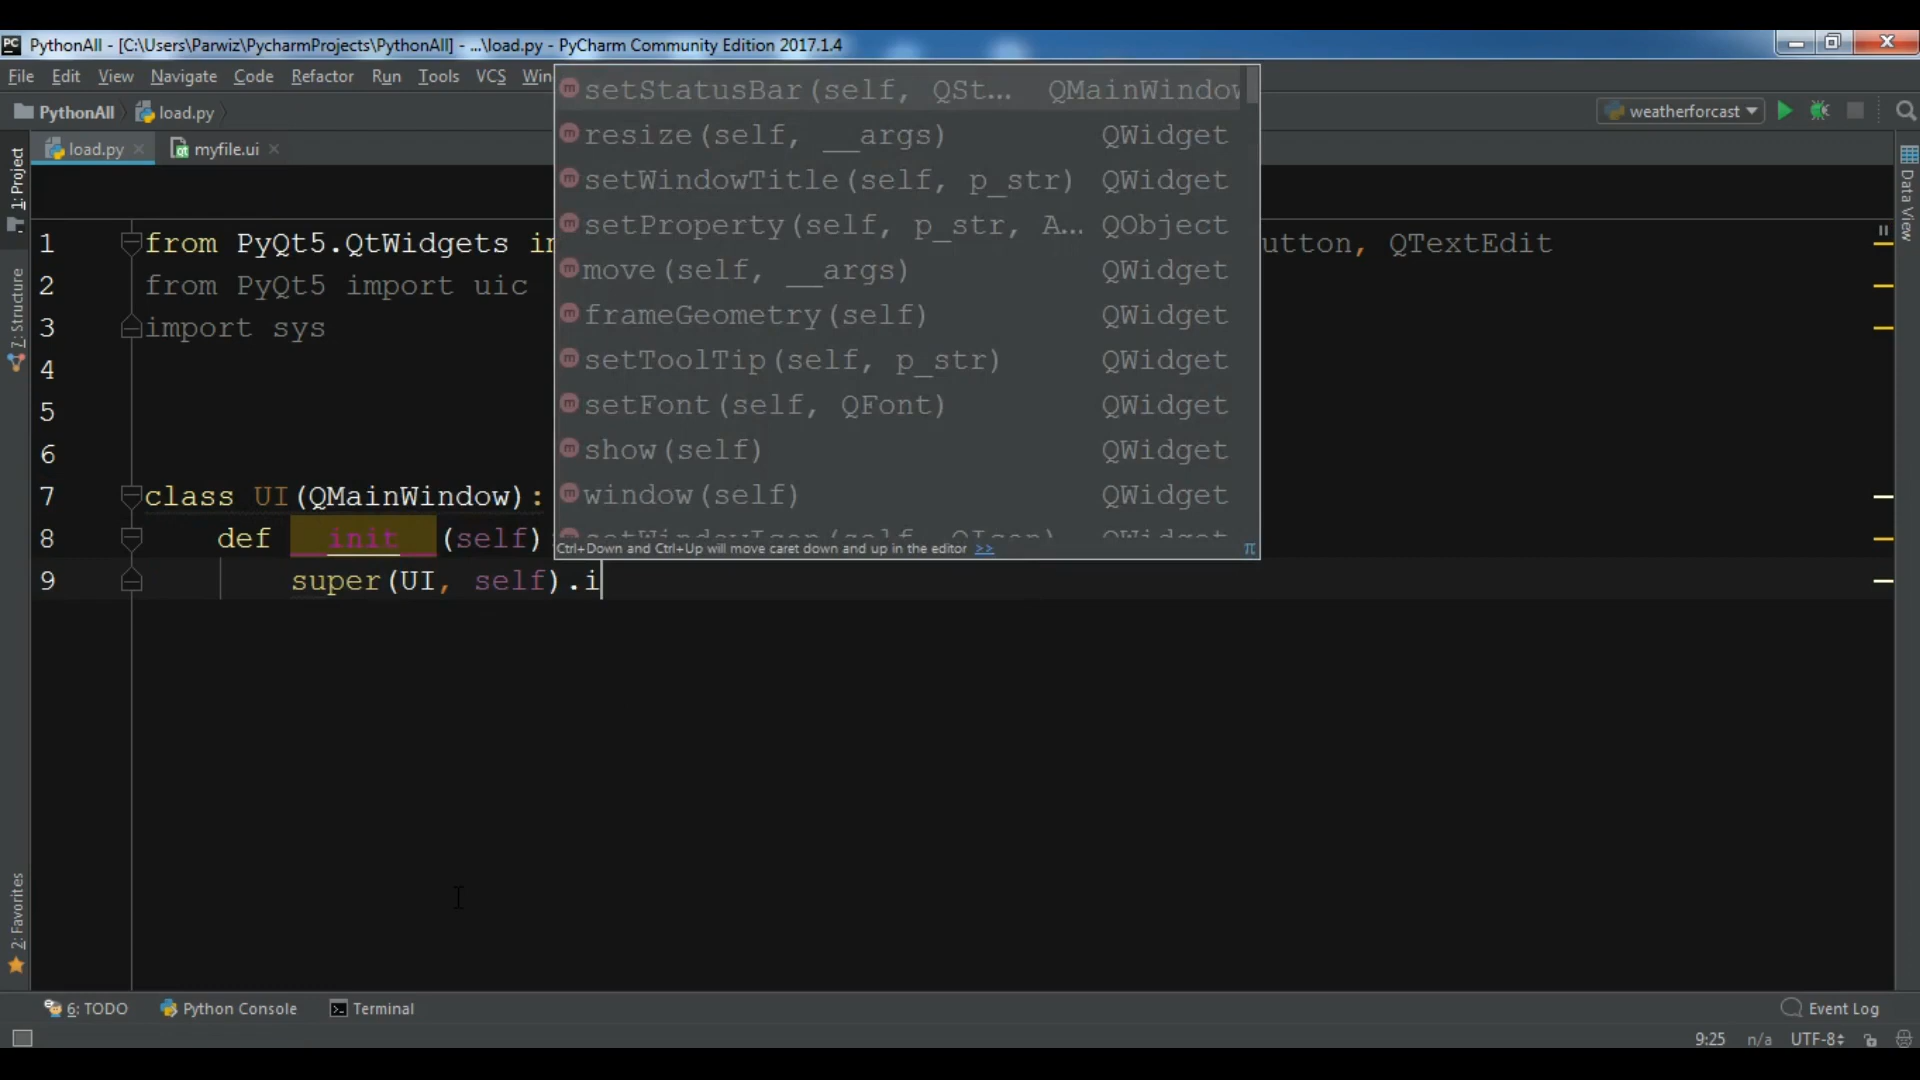 PythonAll - [C:\Users\Parwiz\PycharmProjects\PythonAll] - ...\load.py - PyCharm Community Edition 2017.1.4
File Edit View Navigate Code Refactor Run Tools VCS Win
PythonAll load.py weatherforcast
load.py myfile.ui
1: Project
7: Structure
2: Favorites
Data View
setStatusBar(self, QSt... QMainWindow
resize(self, __args) QWidget
setWindowTitle(self, p_str) QWidget
setProperty(self, p_str, A... QObject
move(self, __args) QWidget
frameGeometry(self) QWidget
setToolTip(self, p_str) QWidget
setFont(self, QFont) QWidget
show(self) QWidget
window(self) QWidget
setWindowIcon(self, QIcon) QWidget
Ctrl+Down and Ctrl+Up will move caret down and up in the editor >> π
1 from PyQt5.QtWidgets im utton, QTextEdit
2 from PyQt5 import uic
3 import sys
4
5
6
7 class UI(QMainWindow):
8 def __init__(self)
9 super(UI, self).i
6: TODO Python Console Terminal Event Log
9:25 n/a UTF-8